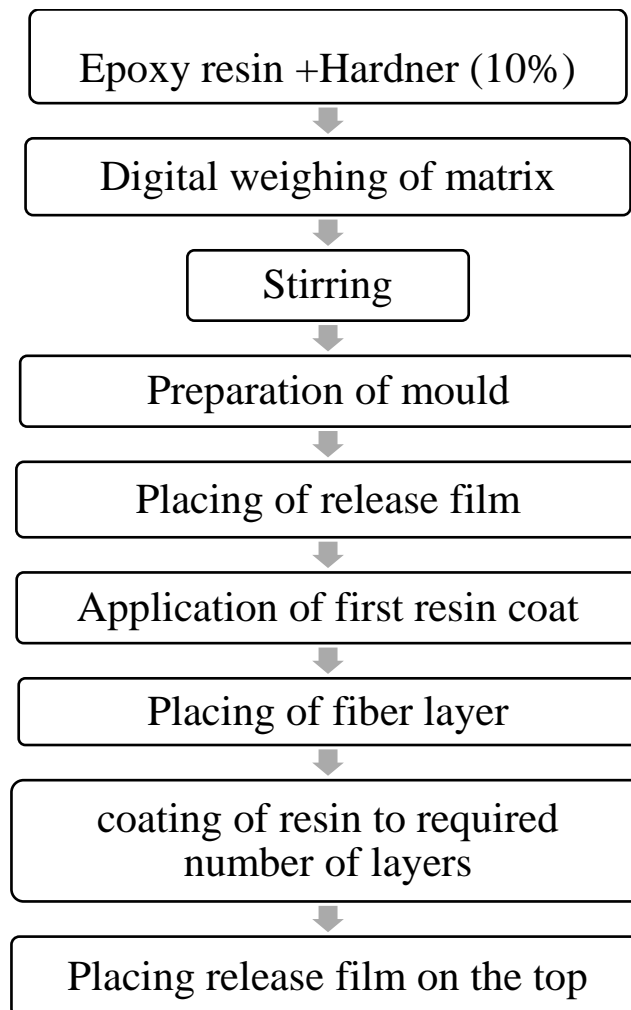 Epoxy resin +Hardner (10%)
Digital weighing of matrix
Stirring
Preparation of mould
Placing of release film
Application of first resin coat
Placing of fiber layer
coating of resin to required
number of layers
Placing release film on the top